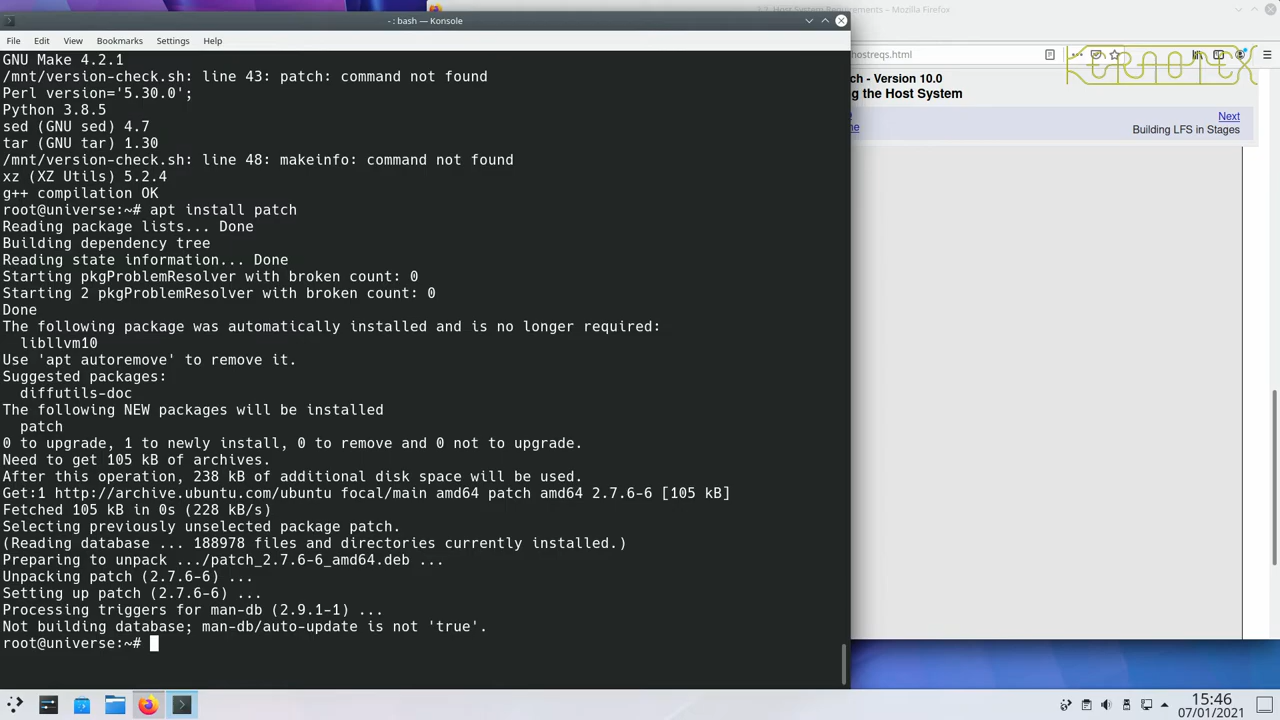 - : bash — Konsole
3.2. Host System Requirements – Mozilla Firefox
File Edit View Bookmarks Settings Help
GNU Make 4.2.1
/mnt/version-check.sh: line 43: patch: command not found
Perl version='5.30.0';
Python 3.8.5
sed (GNU sed) 4.7
tar (GNU tar) 1.30
/mnt/version-check.sh: line 48: makeinfo: command not found
xz (XZ Utils) 5.2.4
g++ compilation OK
root@universe:~# apt install patch
Reading package lists... Done
Building dependency tree
Reading state information... Done
Starting pkgProblemResolver with broken count: 0
Starting 2 pkgProblemResolver with broken count: 0
Done
The following package was automatically installed and is no longer required:
libllvm10
Use 'apt autoremove' to remove it.
Suggested packages:
diffutils-doc
The following NEW packages will be installed
patch
0 to upgrade, 1 to newly install, 0 to remove and 0 not to upgrade.
Need to get 105 kB of archives.
After this operation, 238 kB of additional disk space will be used.
Get:1 http://archive.ubuntu.com/ubuntu focal/main amd64 patch amd64 2.7.6-6 [105 kB]
Fetched 105 kB in 0s (228 kB/s)
Selecting previously unselected package patch.
(Reading database ... 188978 files and directories currently installed.)
Preparing to unpack .../patch_2.7.6-6_amd64.deb ...
Unpacking patch (2.7.6-6) ...
Setting up patch (2.7.6-6) ...
Processing triggers for man-db (2.9.1-1) ...
Not building database; man-db/auto-update is not 'true'.
root@universe:~#
hostreqs.html
ch - Version 10.0
g the Host System
Next
me
Building LFS in Stages
15:46
07/01/2021